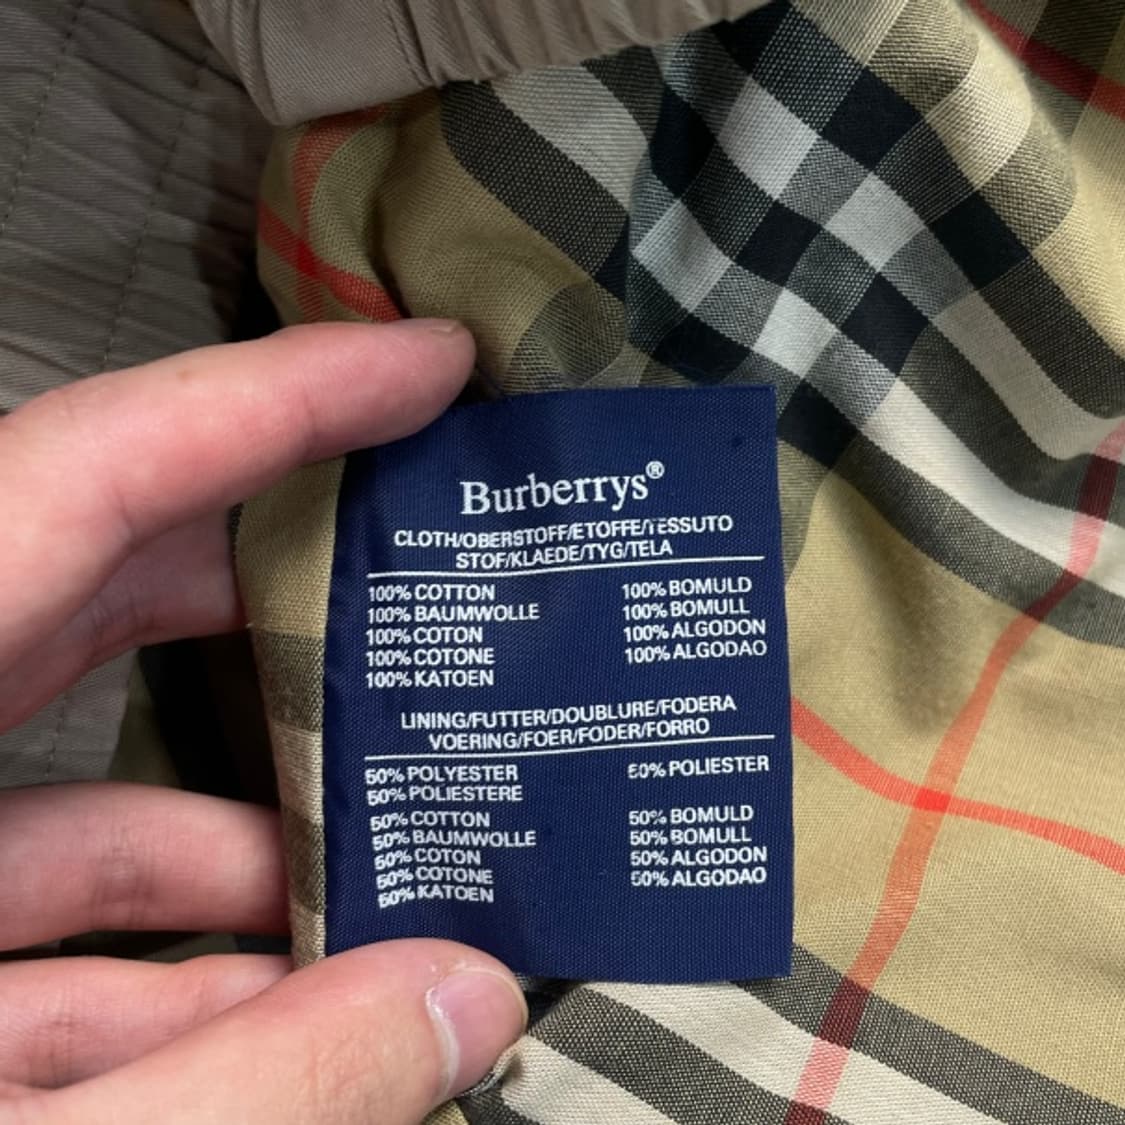 Burberrys®
CLOTH/OBERSTOFF/ETOFFE/TESSUTO
STOF/KLAEDE/TYG/TELA
100% COTTON
100% BAUMWOLLE
100% COTON
100% COTONE
100% KATOEN
100% BOMULD
100% BOMULL
100% ALGODON
100% ALGODAO
LINING/FUTTER/DOUBLURE/FODERA
VOERING/FOER/FODER/FORRO
50% POLYESTER
50% POLIESTERE
50% POLIESTER
50% COTTON
50% BAUMWOLLE
50% COTON
50% COTONE
50% KATOEN
50% BOMULD
50% BOMULL
50% ALGODON
50% ALGODAO